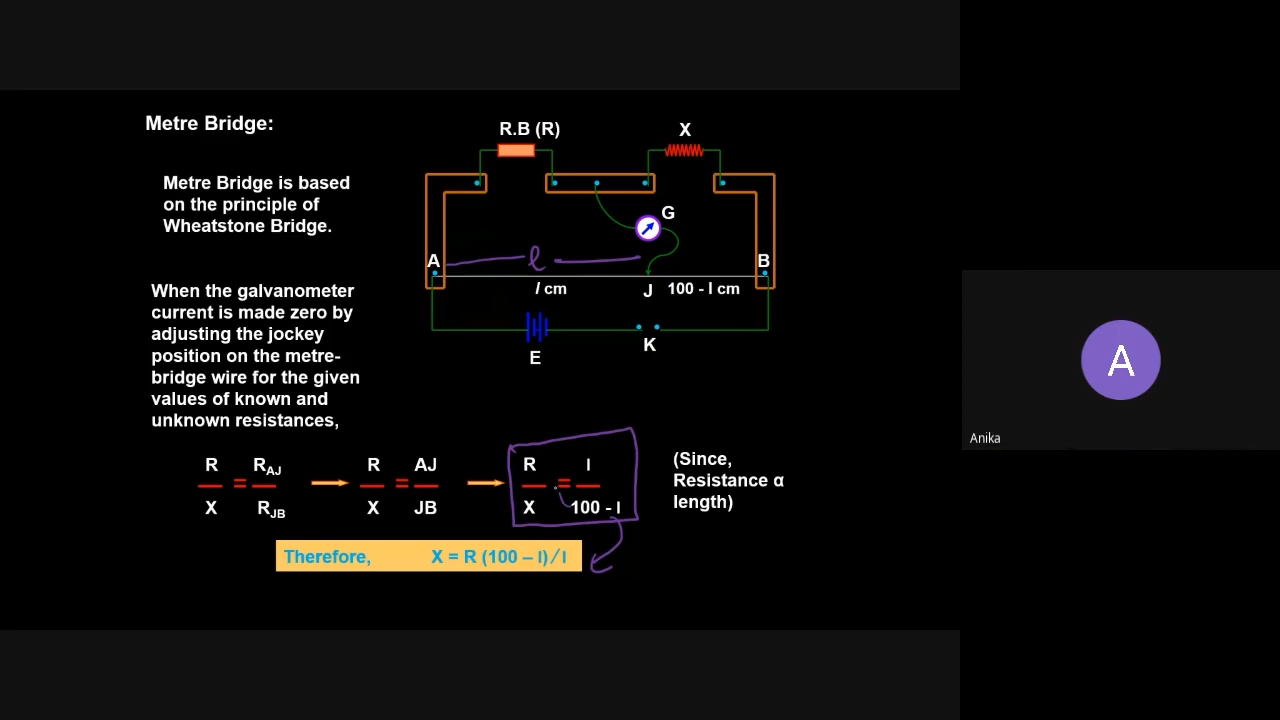 Metre Bridge:
R.B (R)
X
Metre Bridge is based
on the principle of
Wheatstone Bridge.
G
A
ℓ
B
l cm
J
100 - l cm
When the galvanometer
current is made zero by
adjusting the jockey
position on the metre-
bridge wire for the given
values of known and
unknown resistances,
E
K
R RAJ
X = RJB
R AJ
X = JB
R l
X = 100 - l
(Since,
Resistance α
length)
Therefore, X = R (100 – l) ∕ l
A
Anika